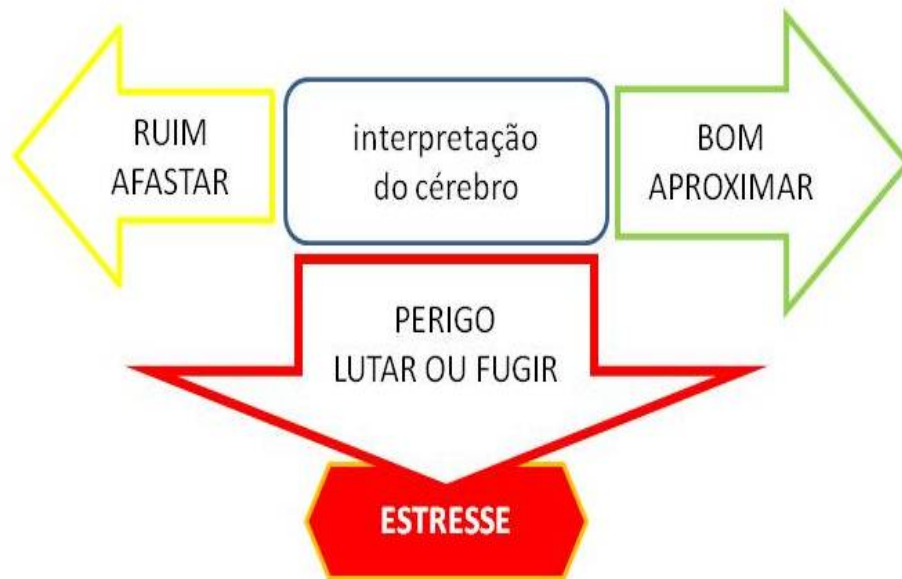 RUIM
AFASTAR
interpretação
do cérebro
BOM
APROXIMAR
PERIGO
LUTAR OU FUGIR
ESTRESSE